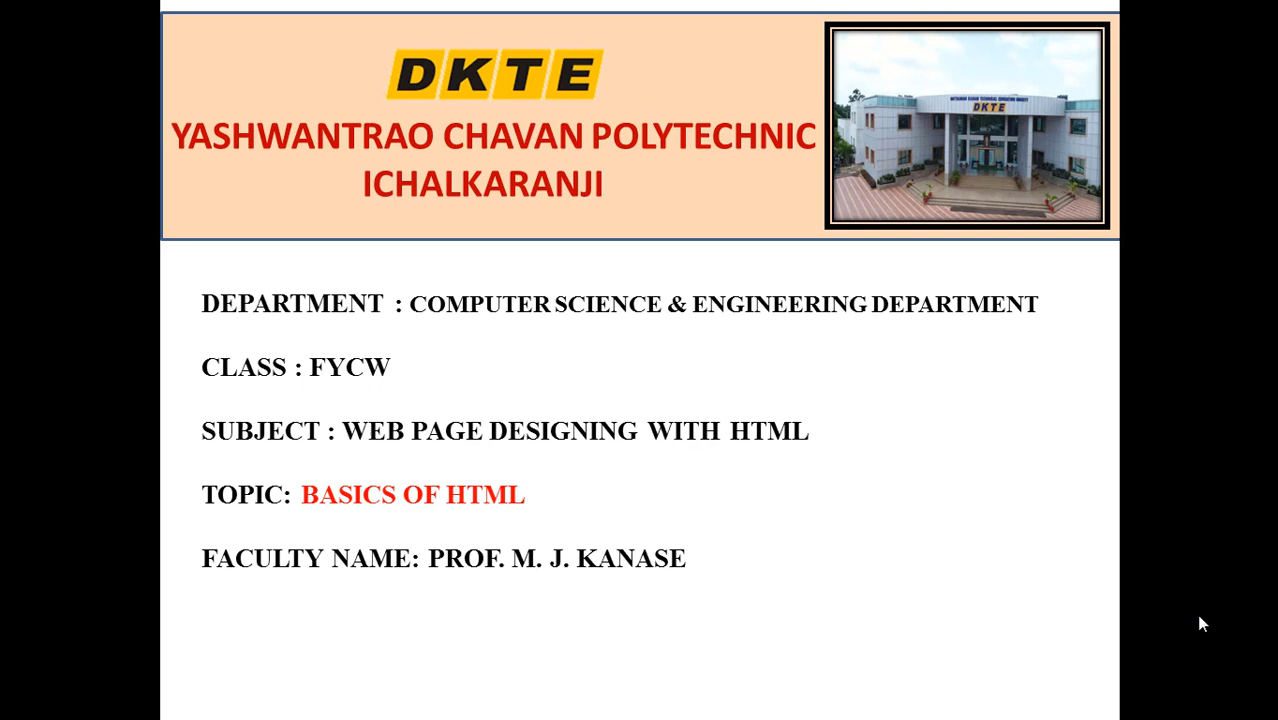 DKTE
YASHWANTRAO CHAVAN POLYTECHNIC
ICHALKARANJI
DKTE
DEPARTMENT : COMPUTER SCIENCE & ENGINEERING DEPARTMENT
CLASS : FYCW
SUBJECT : WEB PAGE DESIGNING WITH HTML
TOPIC: BASICS OF HTML
FACULTY NAME: PROF. M. J. KANASE